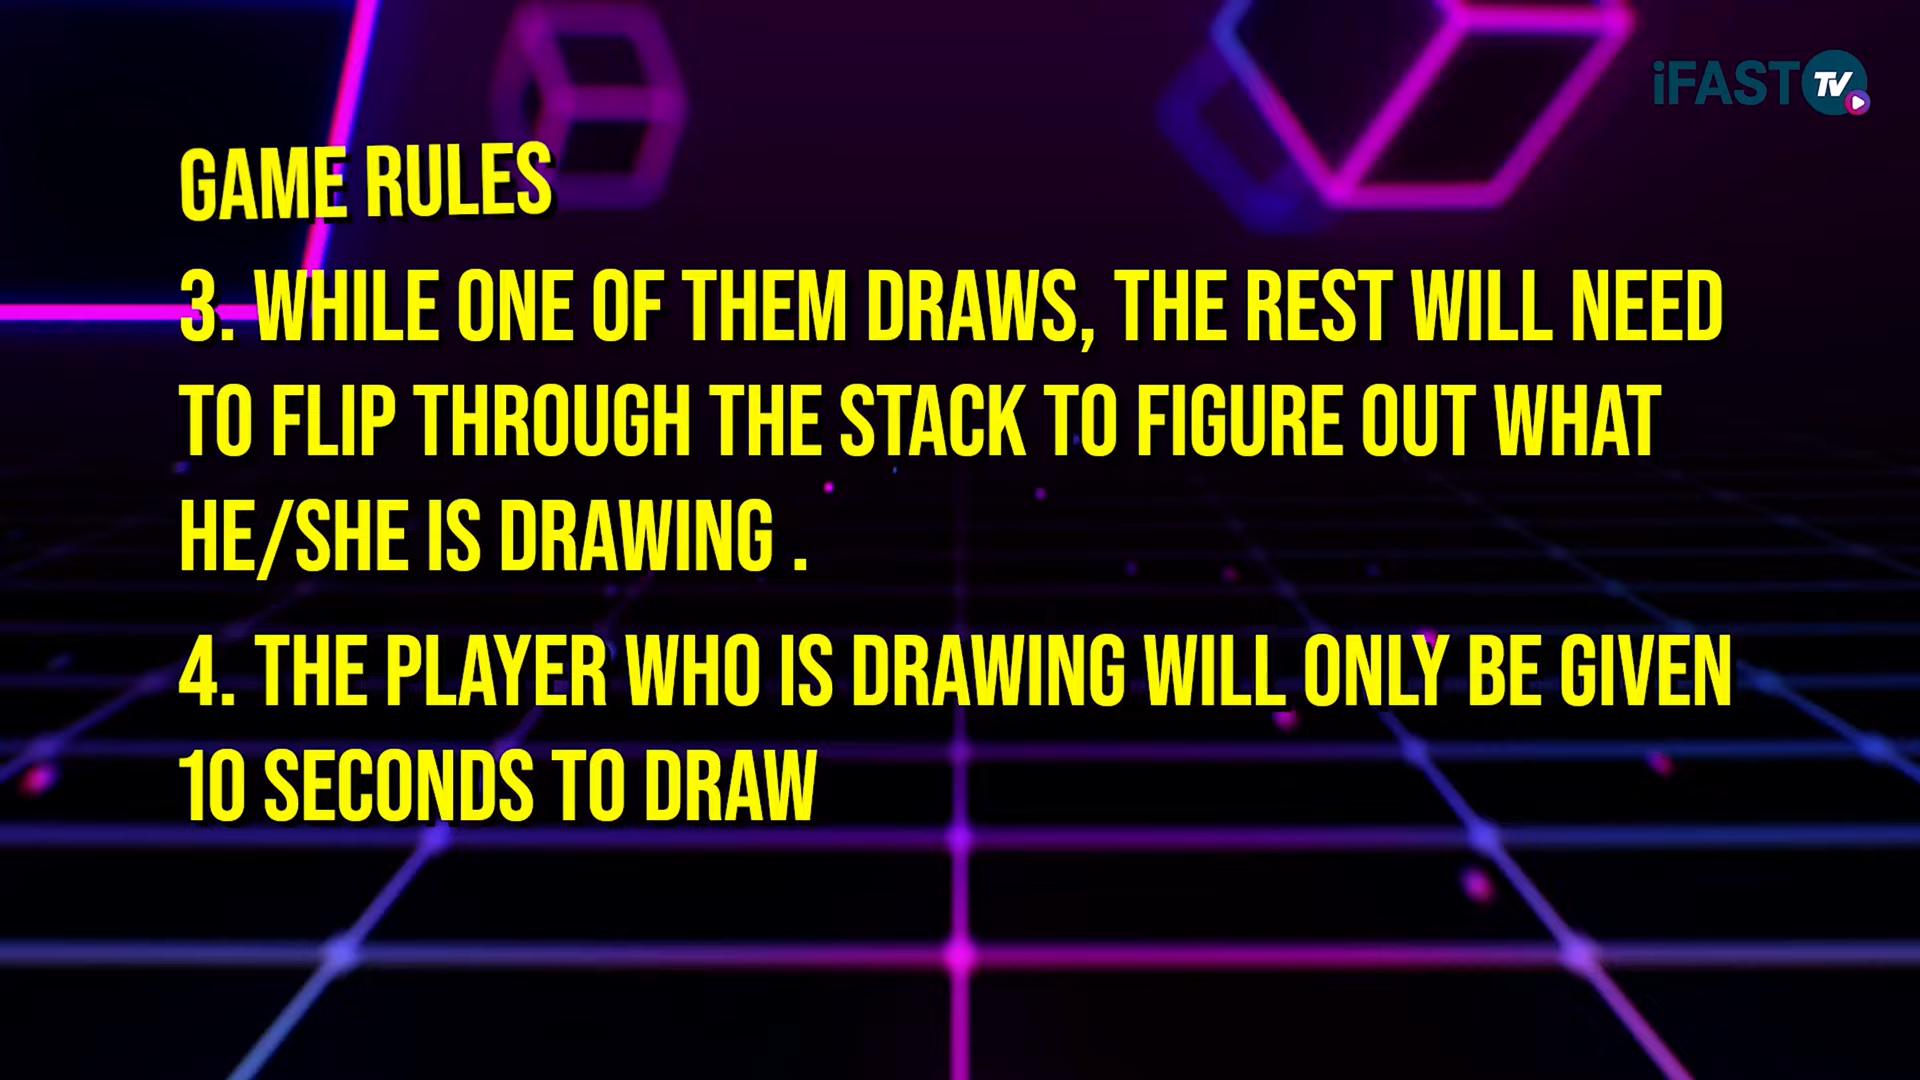 iFAST TV
GAME RULES
3. WHILE ONE OF THEM DRAWS, THE REST WILL NEED
TO FLIP THROUGH THE STACK TO FIGURE OUT WHAT
HE/SHE IS DRAWING .
4. THE PLAYER WHO IS DRAWING WILL ONLY BE GIVEN
10 SECONDS TO DRAW